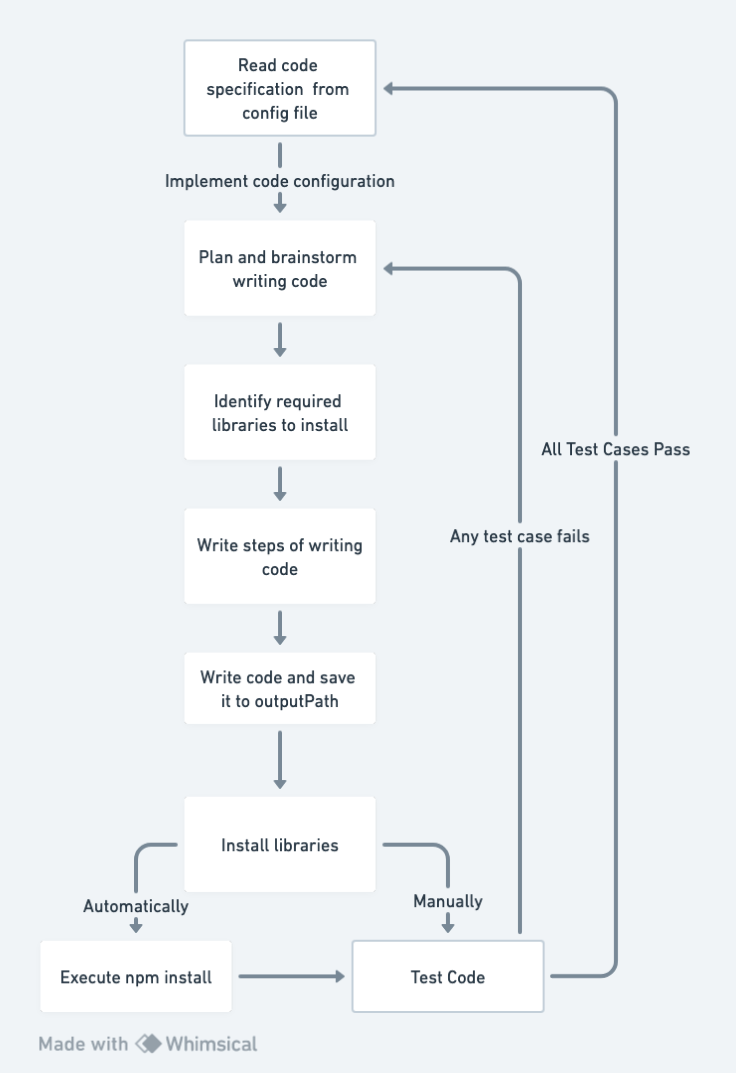 Read code
specification from
config file
Implement code configuration
Plan and brainstorm
writing code
Identify required
libraries to install
All Test Cases Pass
Any test case fails
Write steps of writing
code
Write code and save
it to outputPath
Install libraries
Automatically
Manually
Execute npm install
Test Code
Made with Whimsical